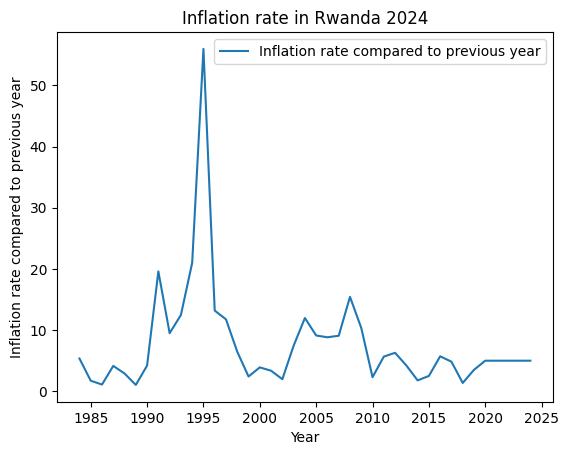 Inflation rate in Rwanda 2024
Inflation rate compared to previous year
Inflation rate compared to previous year
50
40
30
20
10
0
1985 1990 1995 2000 2005 2010 2015 2020 2025
Year